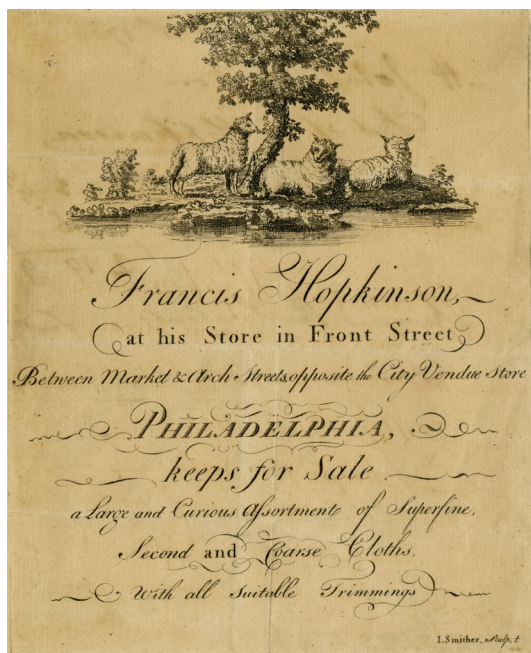 Francis Hopkinson,
at his Store in Front Street
Between Market & Arch Streets, opposite the City Vendue Store
PHILADELPHIA,
keeps for Sale
a Large and Curious Assortment of Superfine,
Second and Coarse Cloths,
With all suitable Trimmings
I. Smither, Sculp.t